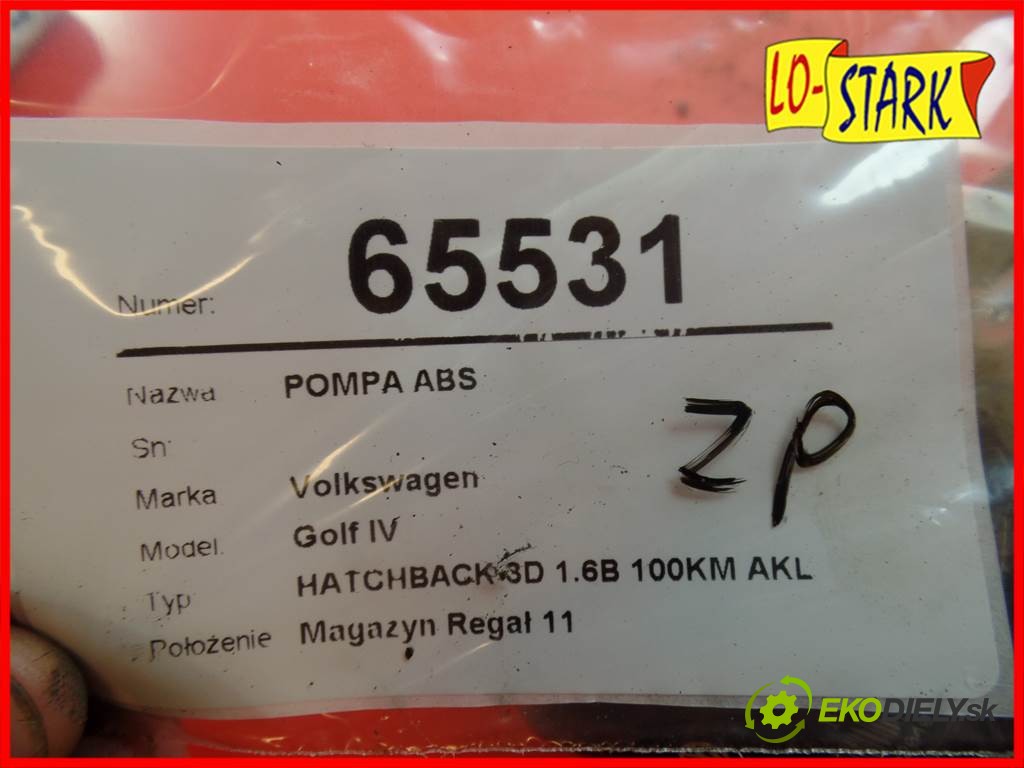 LO-STARK
Numer: 65531
Nazwa POMPA ABS
Sn:
Marka Volkswagen
Model. Golf IV
Typ HATCHBACK 3D 1.6B 100KM AKL
Położenie Magazyn Regał 11
ZP
EKODIELY.sk